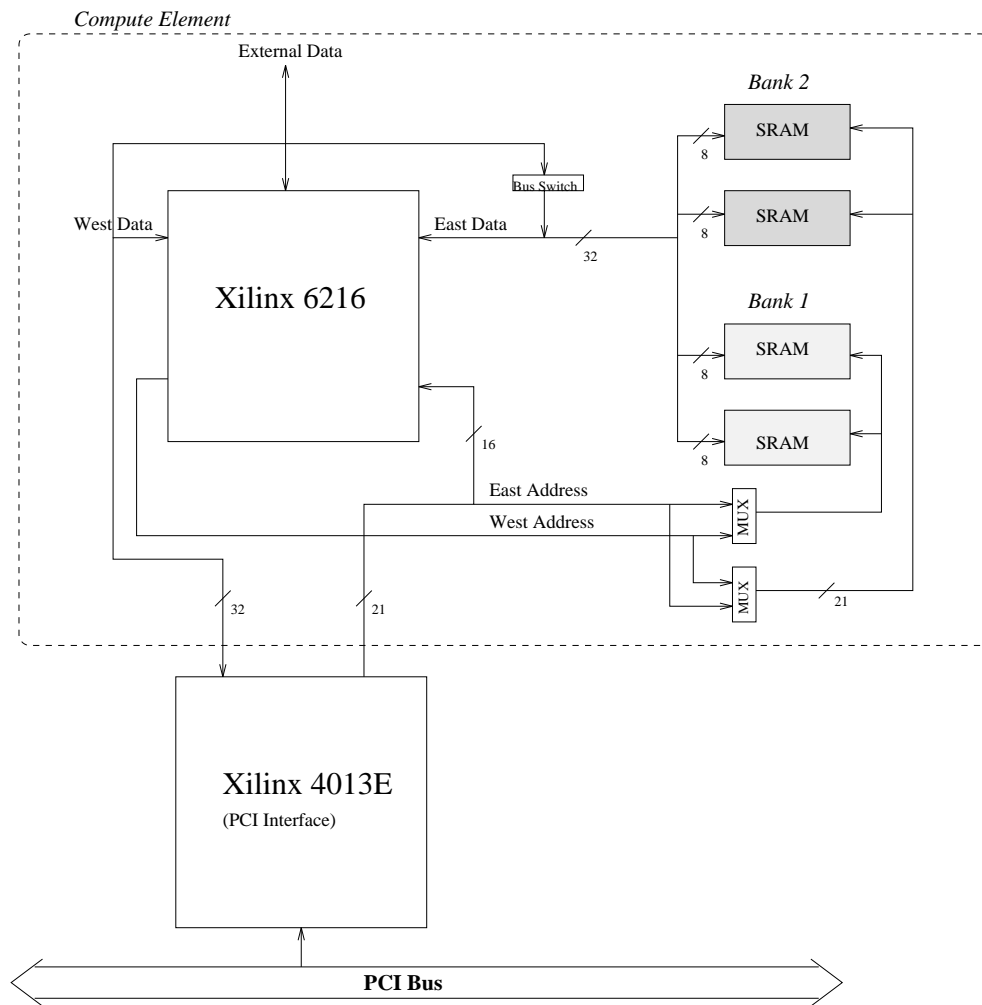 Compute Element
External Data
Bank 2
SRAM
8
Bus Switch
West Data
East Data
SRAM
8
32
Xilinx 6216
Bank 1
SRAM
8
SRAM
16
8
East Address
MUX
West Address
MUX
32
21
21
Xilinx 4013E
(PCI Interface)
PCI Bus